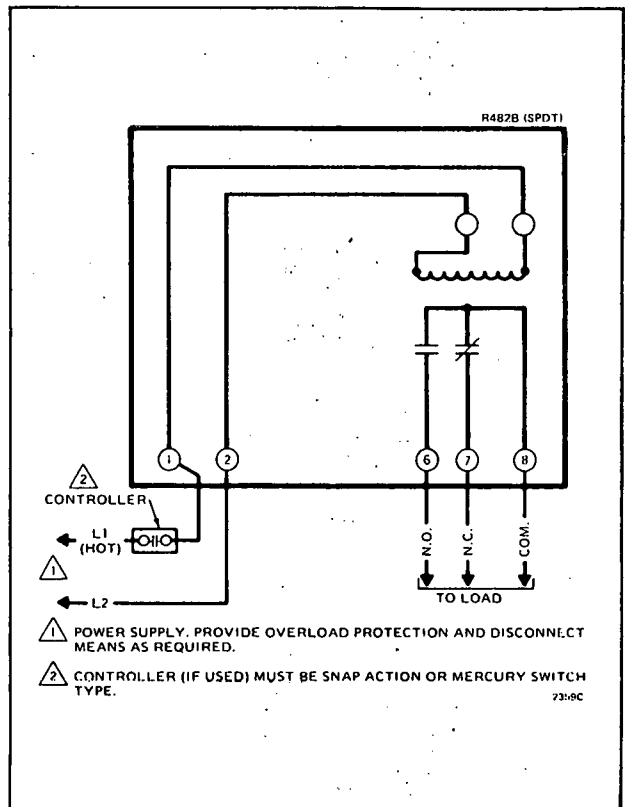 R482B (SPDT)
1
2
6
7
8
2
CONTROLLER
L1
(HOT)
1
L2
N.O.
N.C.
COM.
TO LOAD
1 POWER SUPPLY. PROVIDE OVERLOAD PROTECTION AND DISCONNECT
MEANS AS REQUIRED.
2 CONTROLLER (IF USED) MUST BE SNAP ACTION OR MERCURY SWITCH
TYPE.